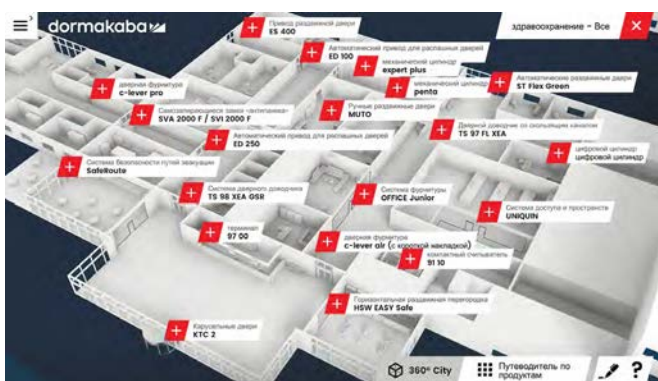 dormakaba
здравоохранение - Все
Привод раздвижной двери
ES 400
Автоматический привод для распашных дверей
ED 100
механический цилиндр
expert plus
механический цилиндр
penta
Автоматические раздвижные двери
ST Flex Green
дверная фурнитура
c-lever pro
Самозапирающиеся замки «антипаника»
SVA 2000 F / SVI 2000 F
Ручные раздвижные двери
MUTO
Дверной доводчик со скользящим каналом
TS 97 FL XEA
Автоматический привод для распашных дверей
ED 250
цифровой цилиндр
цифровой цилиндр
Система безопасности путей эвакуации
SafeRoute
Система дверного доводчика
TS 98 XEA GSR
Система фурнитуры
OFFICE Junior
Система доступа и пространств
UNIQUIN
терминал
97 00
дверная фурнитура
c-lever air (с короткой накладкой)
компактный считыватель
91 10
Горизонтальная раздвижная перегородка
HSW EASY Safe
Карусельные двери
KTC 2
360° City
Путеводитель по
продуктам
?